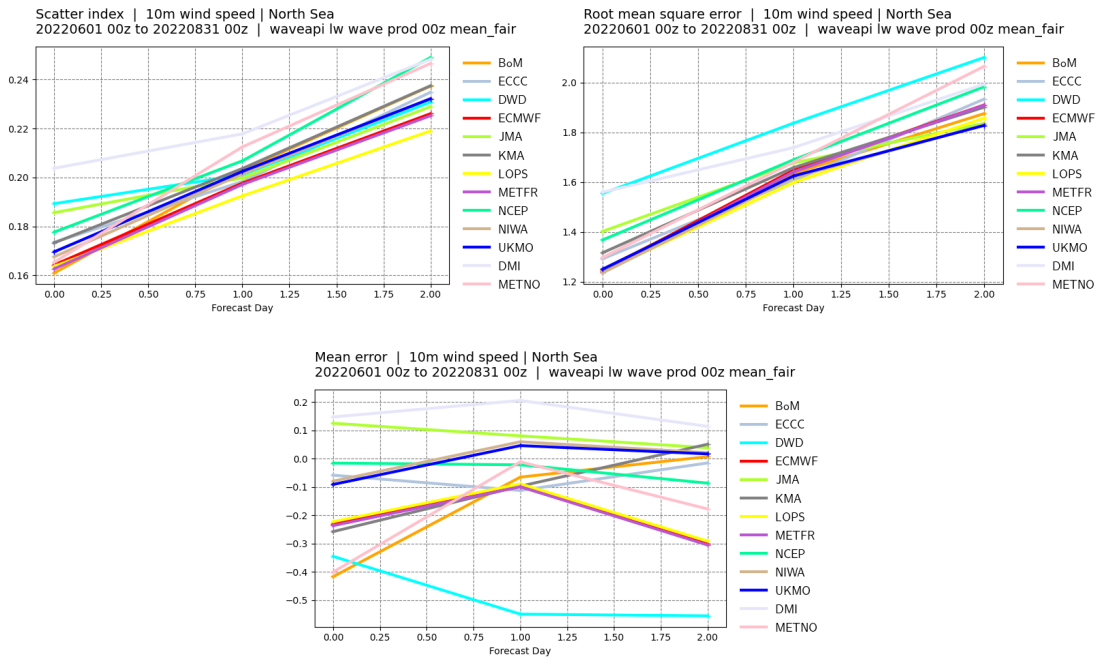 Scatter index | 10m wind speed | North Sea
20220601 00z to 20220831 00z | waveapi lw wave prod 00z mean_fair
0.24
0.22
0.20
0.18
0.16
0.00 0.25 0.50 0.75 1.00 1.25 1.50 1.75 2.00
Forecast Day
BoM
ECCC
DWD
ECMWF
JMA
KMA
LOPS
METFR
NCEP
NIWA
UKMO
DMI
METNO
Root mean square error | 10m wind speed | North Sea
20220601 00z to 20220831 00z | waveapi lw wave prod 00z mean_fair
2.0
1.8
1.6
1.4
1.2
0.00 0.25 0.50 0.75 1.00 1.25 1.50 1.75 2.00
Forecast Day
BoM
ECCC
DWD
ECMWF
JMA
KMA
LOPS
METFR
NCEP
NIWA
UKMO
DMI
METNO
Mean error | 10m wind speed | North Sea
20220601 00z to 20220831 00z | waveapi lw wave prod 00z mean_fair
0.2
0.1
0.0
−0.1
−0.2
−0.3
−0.4
−0.5
0.00 0.25 0.50 0.75 1.00 1.25 1.50 1.75 2.00
Forecast Day
BoM
ECCC
DWD
ECMWF
JMA
KMA
LOPS
METFR
NCEP
NIWA
UKMO
DMI
METNO